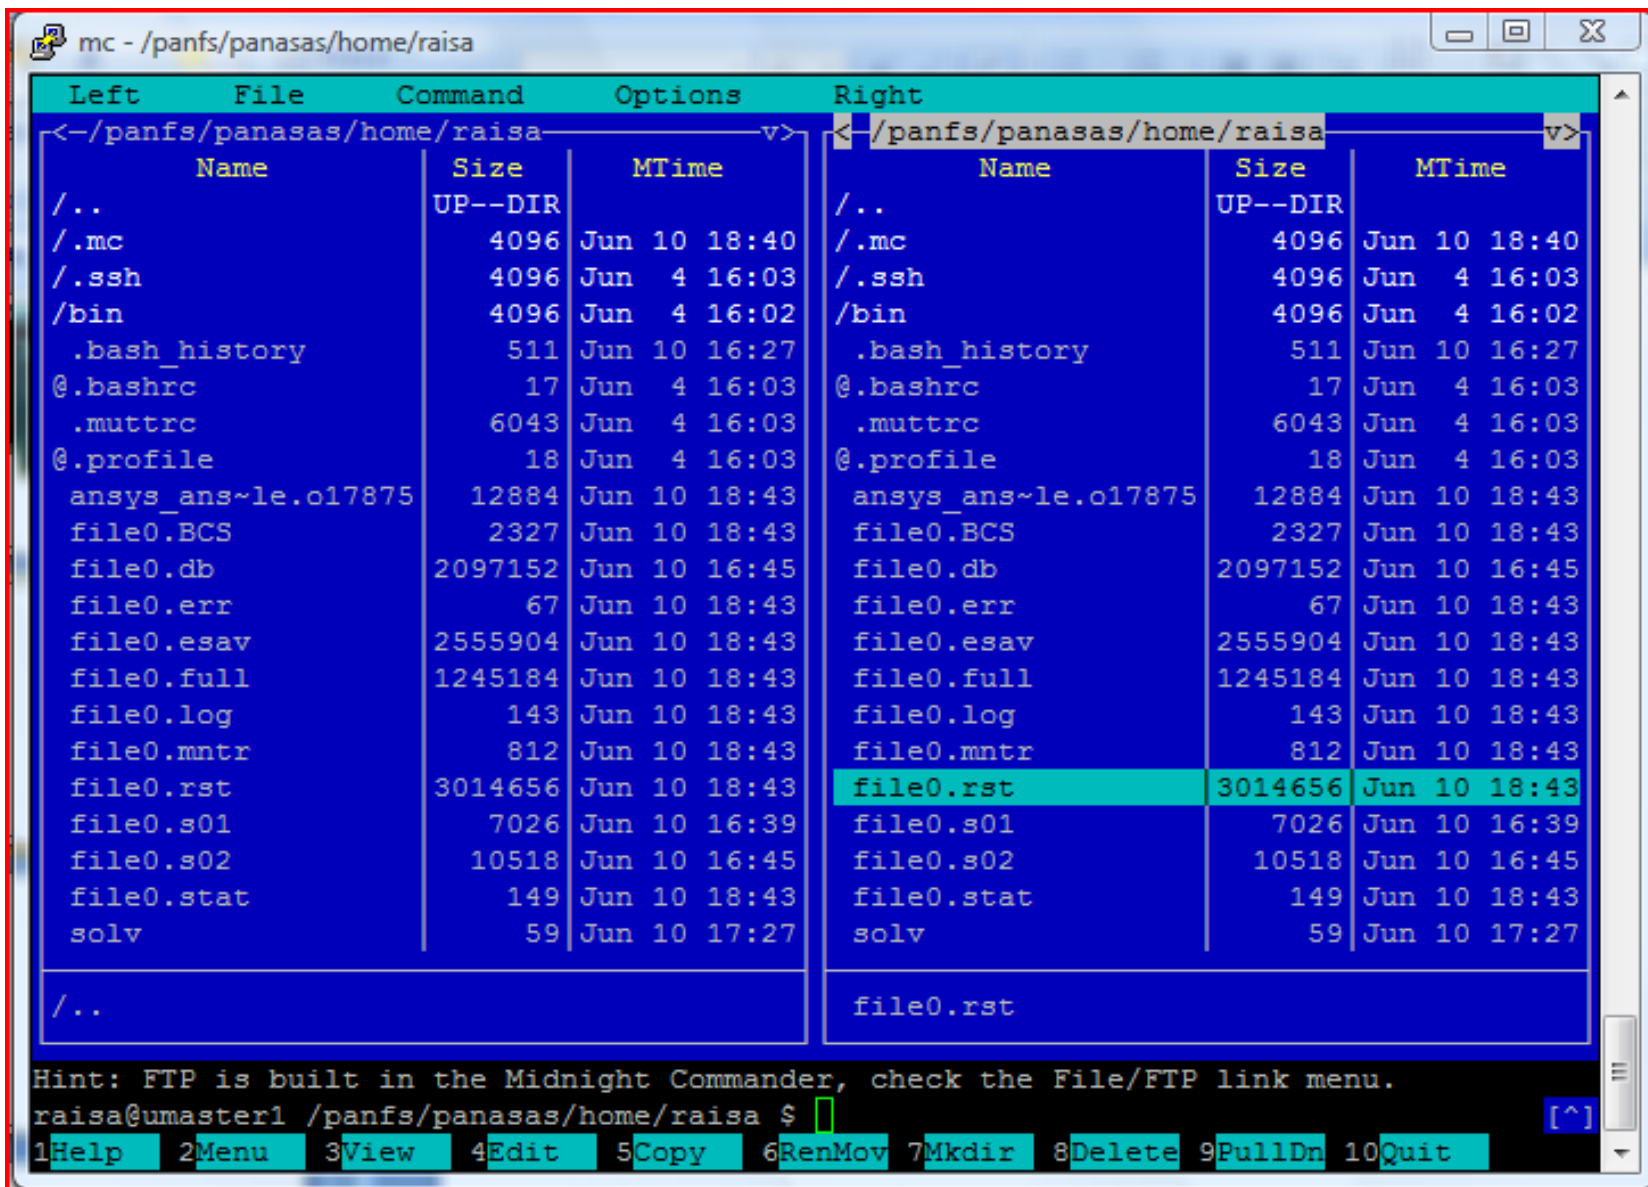 mc - /panfs/panasas/home/raisa
Left File Command Options Right
<-/panfs/panasas/home/raisa v> < /panfs/panasas/home/raisa v>
Name Size MTime Name Size MTime
/.. UP--DIR /.. UP--DIR
/.mc 4096 Jun 10 18:40 /.mc 4096 Jun 10 18:40
/.ssh 4096 Jun 4 16:03 /.ssh 4096 Jun 4 16:03
/bin 4096 Jun 4 16:02 /bin 4096 Jun 4 16:02
.bash_history 511 Jun 10 16:27 .bash_history 511 Jun 10 16:27
@.bashrc 17 Jun 4 16:03 @.bashrc 17 Jun 4 16:03
.muttrc 6043 Jun 4 16:03 .muttrc 6043 Jun 4 16:03
@.profile 18 Jun 4 16:03 @.profile 18 Jun 4 16:03
ansys_ans~le.o17875 12884 Jun 10 18:43 ansys_ans~le.o17875 12884 Jun 10 18:43
file0.BCS 2327 Jun 10 18:43 file0.BCS 2327 Jun 10 18:43
file0.db 2097152 Jun 10 16:45 file0.db 2097152 Jun 10 16:45
file0.err 67 Jun 10 18:43 file0.err 67 Jun 10 18:43
file0.esav 2555904 Jun 10 18:43 file0.esav 2555904 Jun 10 18:43
file0.full 1245184 Jun 10 18:43 file0.full 1245184 Jun 10 18:43
file0.log 143 Jun 10 18:43 file0.log 143 Jun 10 18:43
file0.mntr 812 Jun 10 18:43 file0.mntr 812 Jun 10 18:43
file0.rst 3014656 Jun 10 18:43 file0.rst 3014656 Jun 10 18:43
file0.s01 7026 Jun 10 16:39 file0.s01 7026 Jun 10 16:39
file0.s02 10518 Jun 10 16:45 file0.s02 10518 Jun 10 16:45
file0.stat 149 Jun 10 18:43 file0.stat 149 Jun 10 18:43
solv 59 Jun 10 17:27 solv 59 Jun 10 17:27
/.. file0.rst
Hint: FTP is built in the Midnight Commander, check the File/FTP link menu.
raisa@umaster1 /panfs/panasas/home/raisa $ [^]
1Help 2Menu 3View 4Edit 5Copy 6RenMov 7Mkdir 8Delete 9PullDn 10Quit